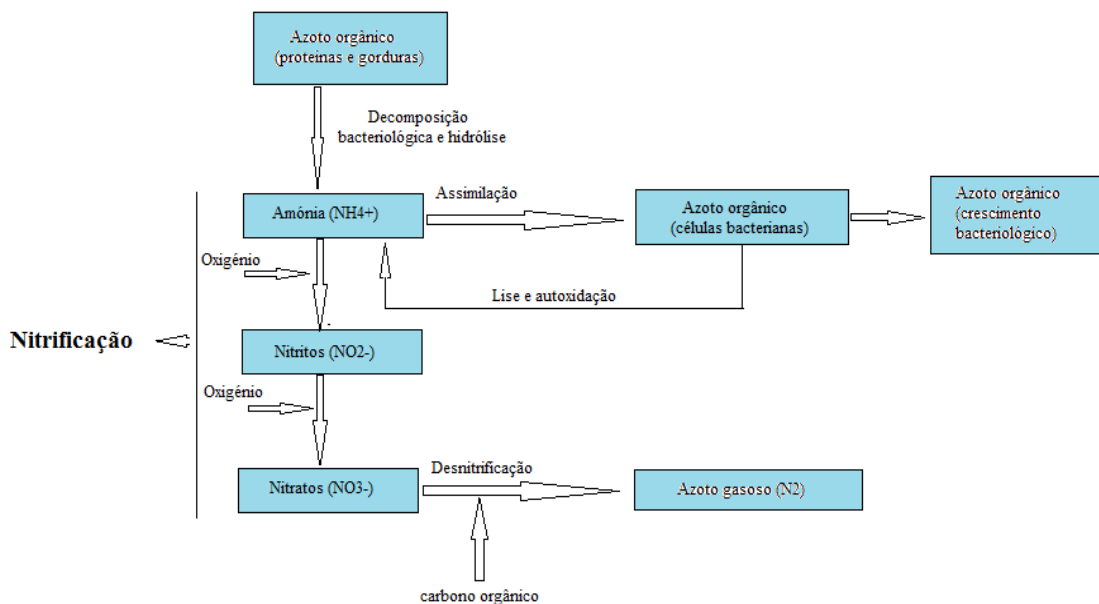 Azoto orgânico
(proteinas e gorduras)
Decomposição
bacteriológica e hidrólise
Amónia (NH4+)
Assimilação
Azoto orgânico
(células bacterianas)
Azoto orgânico
(crescimento
bacteriológico)
Oxigénio
Lise e autoxidação
Nitrificação
Nitritos (NO2-)
Oxigénio
Nitratos (NO3-)
Desnitrificação
Azoto gasoso (N2)
carbono orgânico